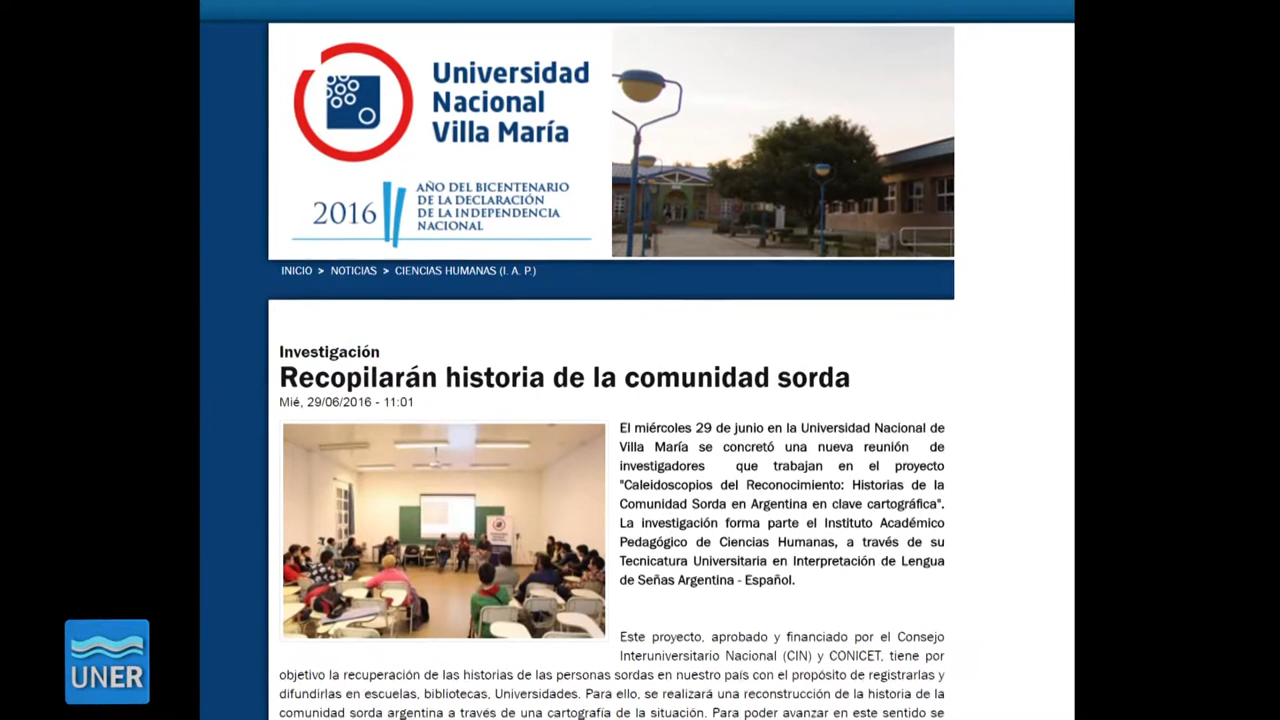 Universidad
Nacional
Villa María
2016
AÑO DEL BICENTENARIO
DE LA DECLARACIÓN
DE LA INDEPENDENCIA
NACIONAL
INICIO > NOTICIAS > CIENCIAS HUMANAS (I. A. P.)
Investigación
Recopilarán historia de la comunidad sorda
Mié, 29/06/2016 - 11:01
El miércoles 29 de junio en la Universidad Nacional de
Villa María se concretó una nueva reunión de
investigadores que trabajan en el proyecto
"Caleidoscopios del Reconocimiento: Historias de la
Comunidad Sorda en Argentina en clave cartográfica".
La investigación forma parte el Instituto Académico
Pedagógico de Ciencias Humanas, a través de su
Tecnicatura Universitaria en Interpretación de Lengua
de Señas Argentina - Español.
Este proyecto, aprobado y financiado por el Consejo
Interuniversitario Nacional (CIN) y CONICET, tiene por
objetivo la recuperación de las historias de las personas sordas en nuestro país con el propósito de registrarlas y
difundirlas en escuelas, bibliotecas, Universidades. Para ello, se realizará una reconstrucción de la historia de la
comunidad sorda argentina a través de una cartografía de la situación. Para poder avanzar en este sentido se
UNER